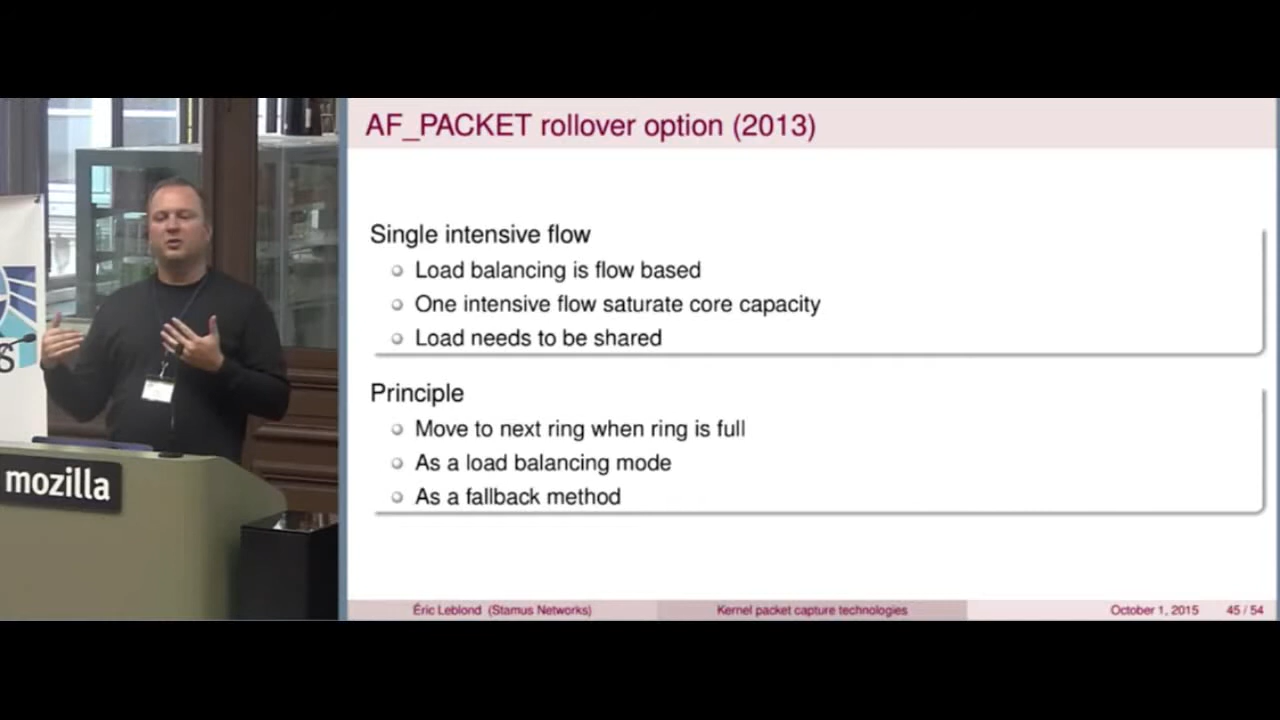 AF_PACKET rollover option (2013)
Single intensive flow
Load balancing is flow based
One intensive flow saturate core capacity
Load needs to be shared
Principle
Move to next ring when ring is full
As a load balancing mode
As a fallback method
mozilla
Éric Leblond (Stamus Networks)
Kernel packet capture technologies
October 1, 2015
45 / 54